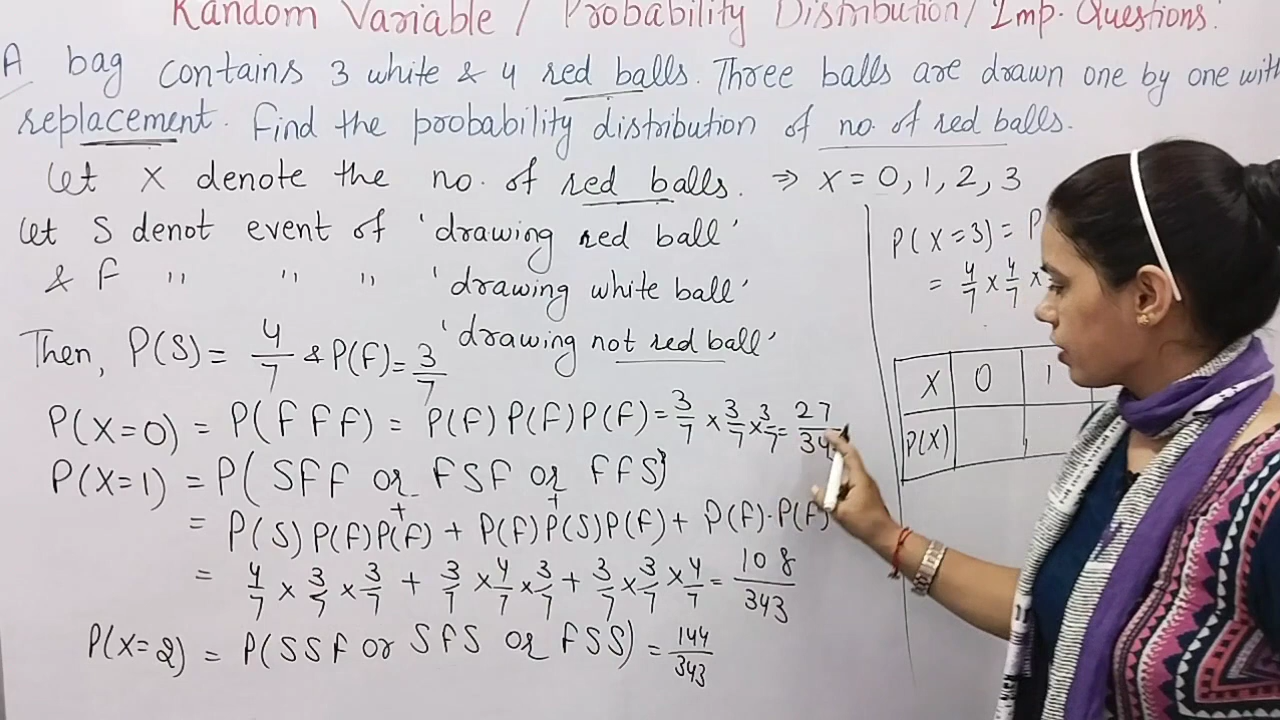 Random Variable / Probability Distribution / Imp. Questions.
A bag contains 3 white & 4 red balls. Three balls are drawn one by one with
replacement. Find the probability distribution of no. of red balls.
Let X denote the no. of red balls. ⇒ X = 0, 1, 2, 3
Let S denot event of 'drawing red ball'
& F " " " 'drawing white ball'
'drawing not red ball'
Then, P(S) = 4/7 & P(F) = 3/7
P(X=0) = P(FFF) = P(F) P(F) P(F) = 3/7 × 3/7 × 3/7 = 27/34
P(X=1) = P( SFF or FSF or FFS)
= P(S) P(F) P(F) + P(F) P(S) P(F) + P(F). P(F)
= 4/7 × 3/7 × 3/7 + 3/7 × 4/7 × 3/7 + 3/7 × 3/7 × 4/7 = 108/343
P(X=2) = P(SSF or SFS or FSS) = 144/343
P(X=3) = P
= 4/7 × 4/7 ×
X 0 1
P(X)